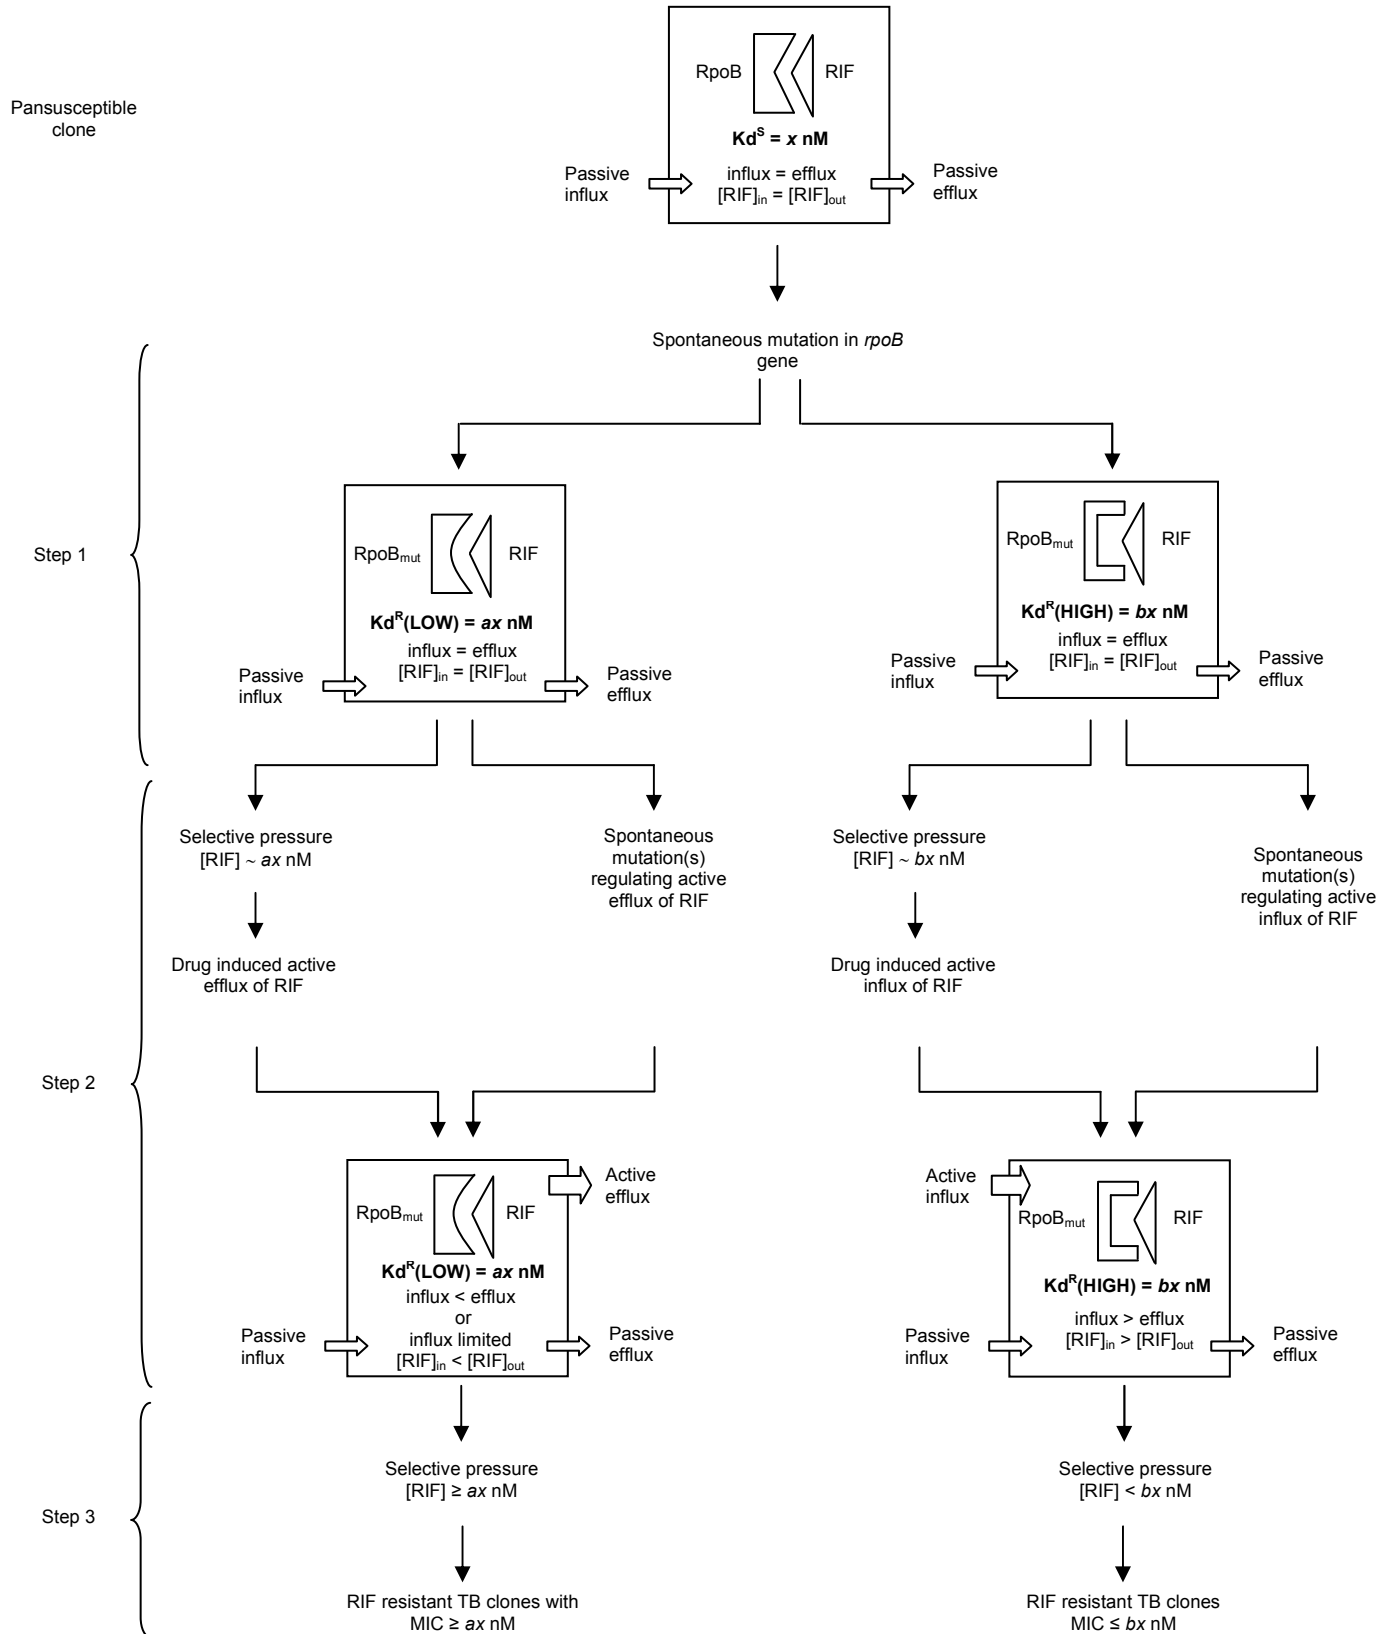 Pansusceptible
clone
RpoB
RIF
Kd^S = x nM
Passive
influx
influx = efflux
[RIF]in = [RIF]out
Passive
efflux
Spontaneous mutation in rpoB
gene
Step 1
RpoBmut
RIF
Kd^R(LOW) = ax nM
influx = efflux
[RIF]in = [RIF]out
Passive
influx
Passive
efflux
RpoBmut
RIF
Kd^R(HIGH) = bx nM
influx = efflux
[RIF]in = [RIF]out
Passive
influx
Passive
efflux
Step 2
Selective pressure
[RIF] ~ ax nM
Drug induced active
efflux of RIF
Spontaneous
mutation(s)
regulating active
efflux of RIF
Selective pressure
[RIF] ~ bx nM
Drug induced active
influx of RIF
Spontaneous
mutation(s)
regulating active
influx of RIF
Active
efflux
RpoBmut
RIF
Kd^R(LOW) = ax nM
influx < efflux
or
influx limited
[RIF]in < [RIF]out
Passive
influx
Passive
efflux
Active
influx
RpoBmut
RIF
Kd^R(HIGH) = bx nM
influx > efflux
[RIF]in > [RIF]out
Passive
influx
Passive
efflux
Step 3
Selective pressure
[RIF] ≥ ax nM
RIF resistant TB clones with
MIC ≥ ax nM
Selective pressure
[RIF] < bx nM
RIF resistant TB clones
MIC ≤ bx nM